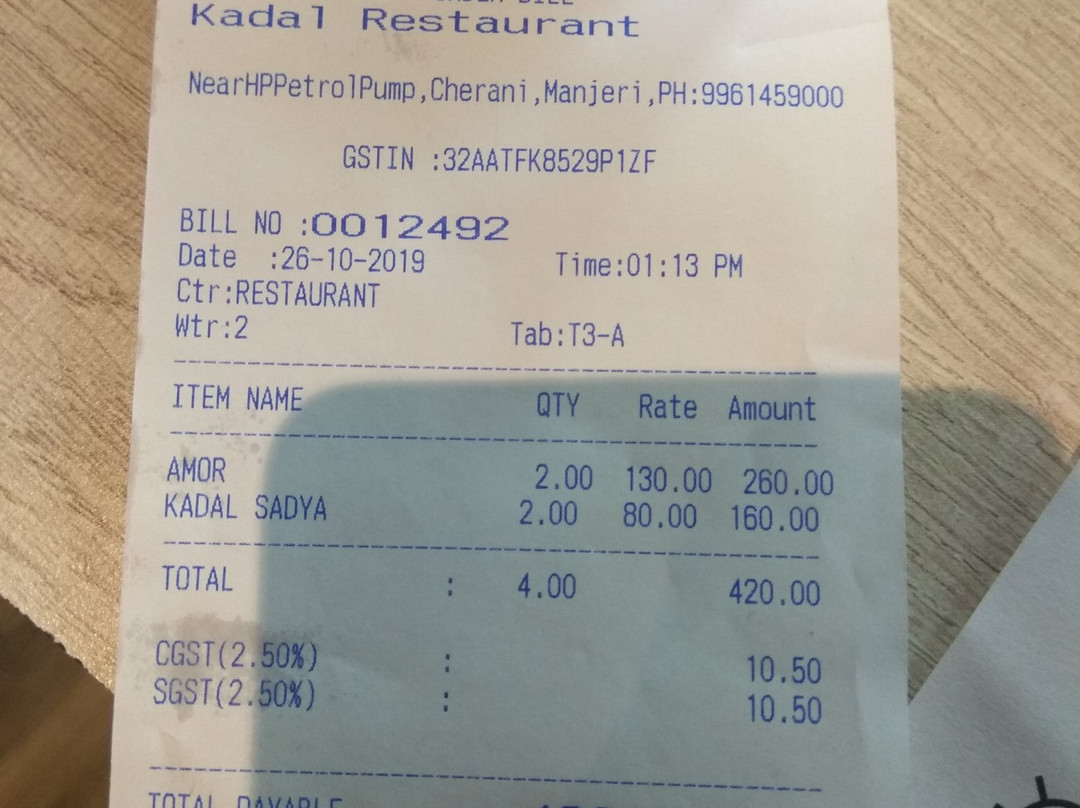 Kadal Restaurant
NearHPPetrolPump,Cherani,Manjeri,PH:9961459000
GSTIN :32AATFK8529P1ZF
BILL NO :0012492
Date :26-10-2019 Time:01:13 PM
Ctr:RESTAURANT
Wtr:2 Tab:T3-A
ITEM NAME QTY Rate Amount
AMOR 2.00 130.00 260.00
KADAL SADYA 2.00 80.00 160.00
TOTAL : 4.00 420.00
CGST(2.50%) : 10.50
SGST(2.50%) : 10.50
TOTAL PAYABLE